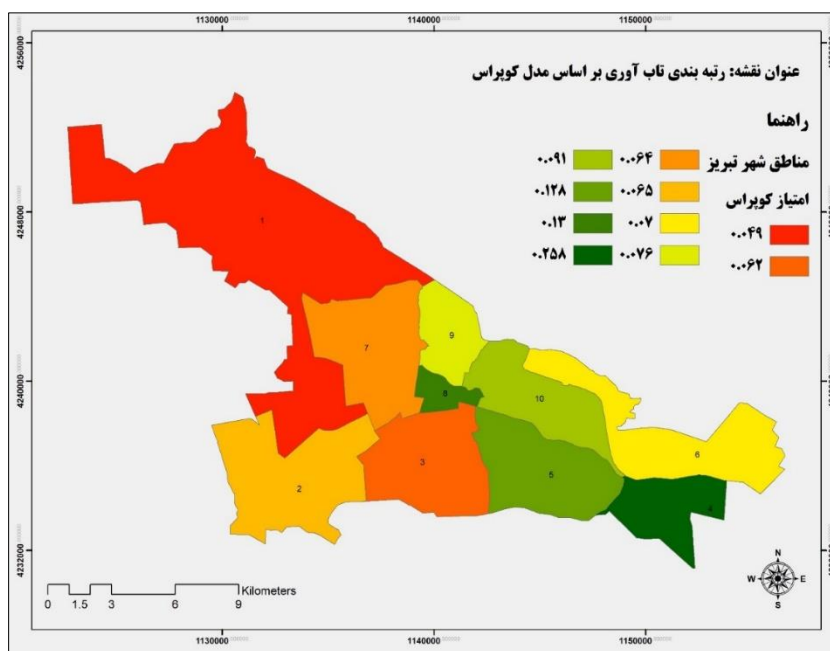 1130000 1140000 1150000
4256000
عنوان نقشه: رتبه بندی تاب آوری بر اساس مدل کوپراس
راهنما
مناطق شهر تبریز
امتیاز کوپراس
۰.۰۴۹
۰.۰۶۲
۰.۰۶۴
۰.۰۶۵
۰.۰۷
۰.۰۷۶
۰.۰۹۱
۰.۱۲۸
۰.۱۳
۰.۲۵۸
4248000
1
7
9
4240000
8
10
6
3
5
2
4
4232000
N
W E
S
Kilometers
0 1.5 3 6 9
1130000 1140000 1150000